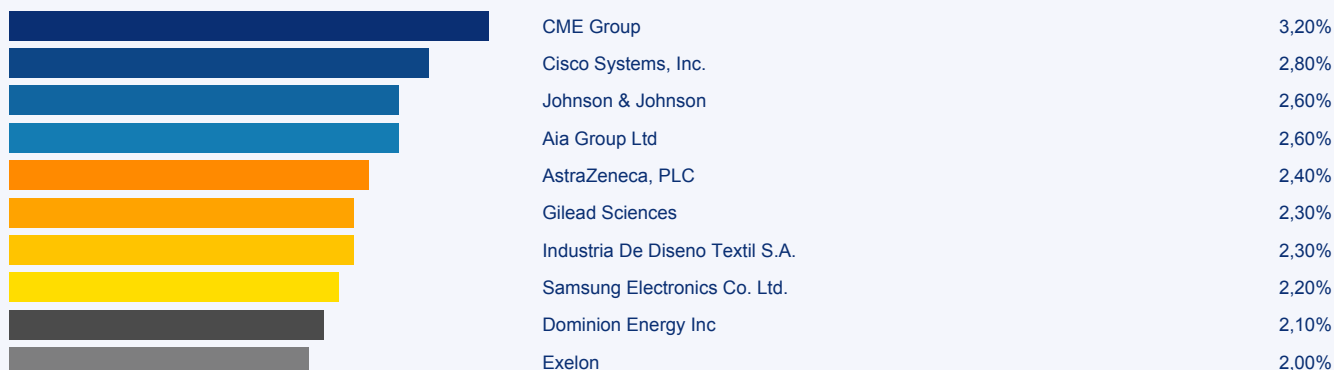 CME Group 3,20%
Cisco Systems, Inc. 2,80%
Johnson & Johnson 2,60%
Aia Group Ltd 2,60%
AstraZeneca, PLC 2,40%
Gilead Sciences 2,30%
Industria De Diseno Textil S.A. 2,30%
Samsung Electronics Co. Ltd. 2,20%
Dominion Energy Inc 2,10%
Exelon 2,00%